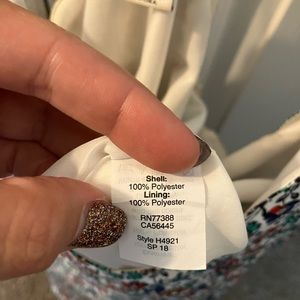 Shell:
100% Polyester
Lining:
100% Polyester
RN77388
CA56445
Style H4921
SP 18